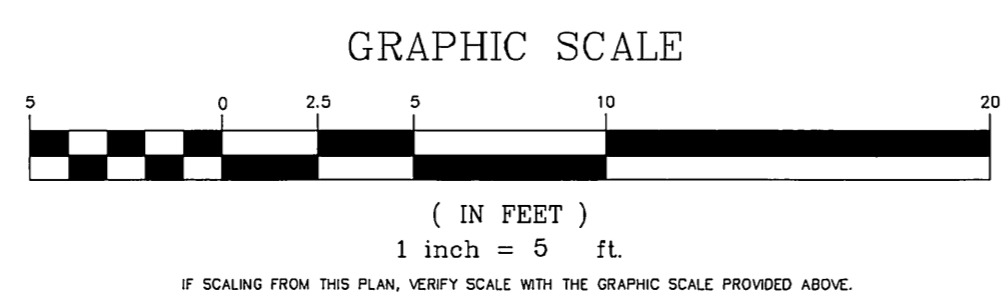 GRAPHIC SCALE
5 0 2.5 5 10 20
( IN FEET )
1 inch = 5 ft.
IF SCALING FROM THIS PLAN, VERIFY SCALE WITH THE GRAPHIC SCALE PROVIDED ABOVE.